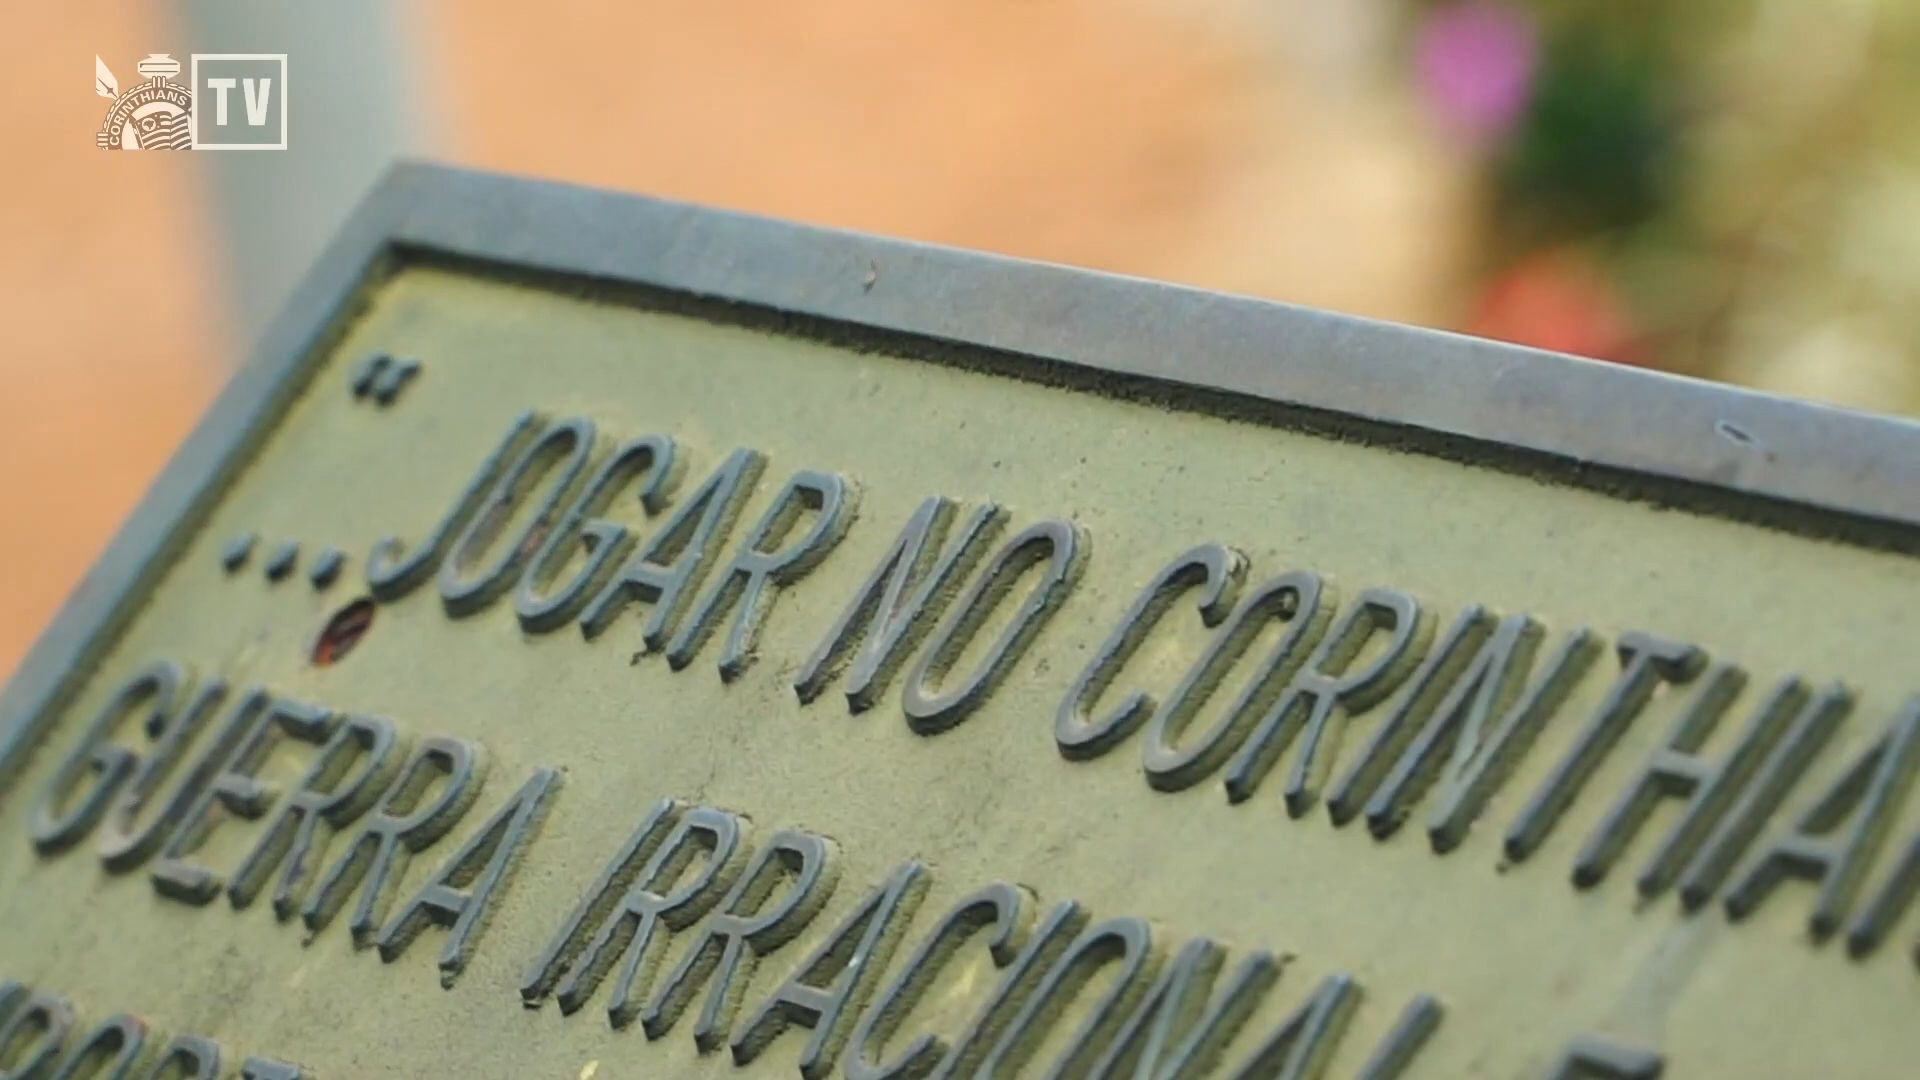 CORINTHIANS
TV
“
...JOGAR NO CORINTHIAN
GUERRA IRRACIONAL